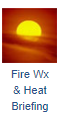 Fire Wx
& Heat
Briefing